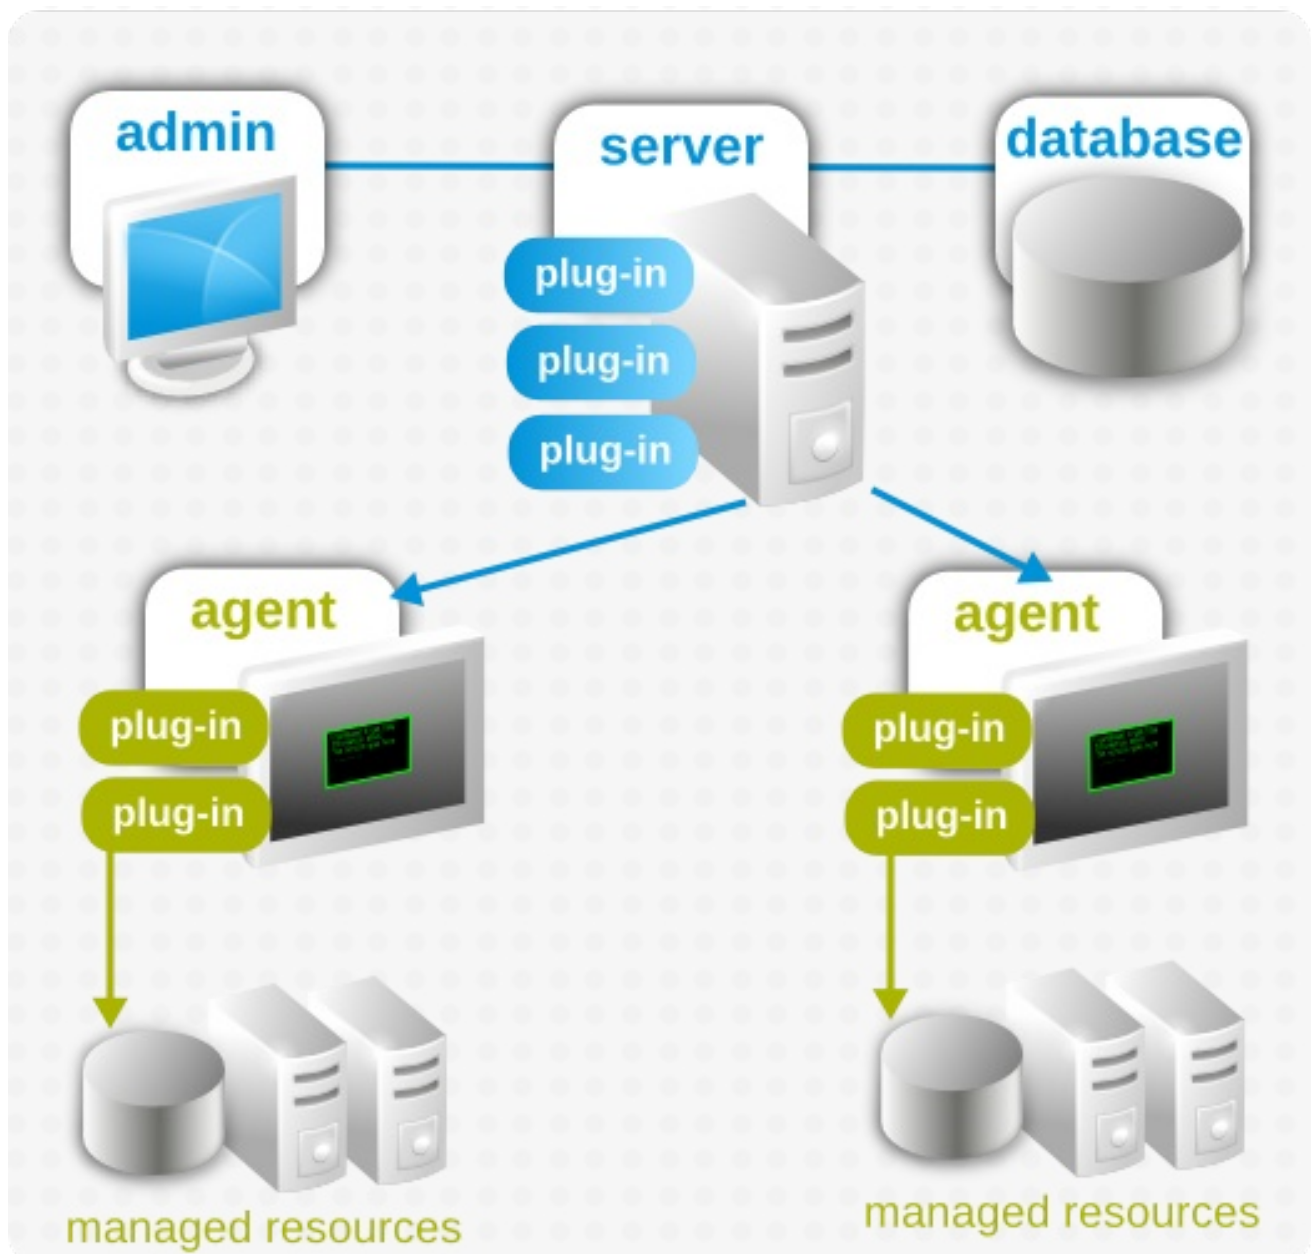 admin
server
database
plug-in
plug-in
plug-in
agent
agent
plug-in
plug-in
plug-in
plug-in
managed resources
managed resources